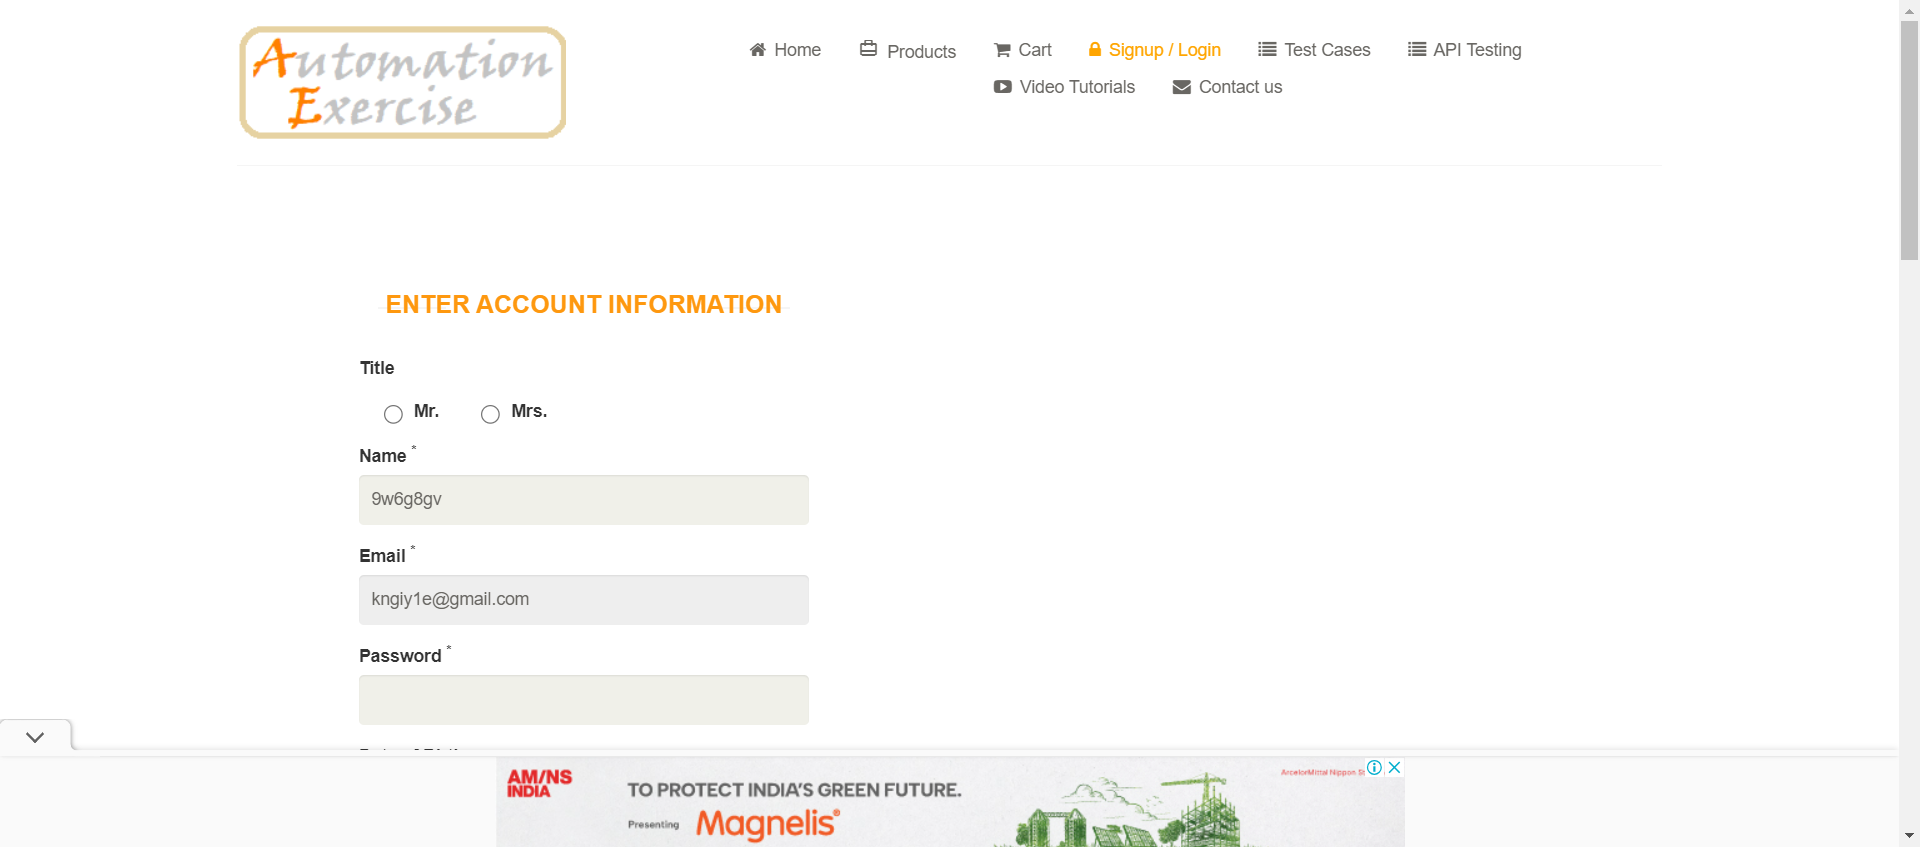 Automation
Exercise
Home
Products
Cart
Signup / Login
Test Cases
API Testing
Video Tutorials
Contact us
ENTER ACCOUNT INFORMATION
Title
Mr.
Mrs.
Name *
9w6g8gv
Email *
kngiy1e@gmail.com
Password *
AM/NS
INDIA
TO PROTECT INDIA'S GREEN FUTURE.
Presenting Magnelis®
ArcelorMittal Nippon